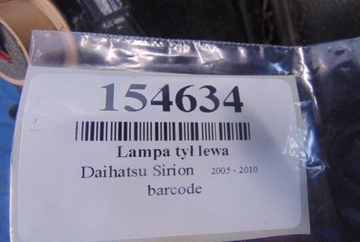 154634
Lampa tył lewa
Daihatsu Sirion 2005 - 2010
barcode